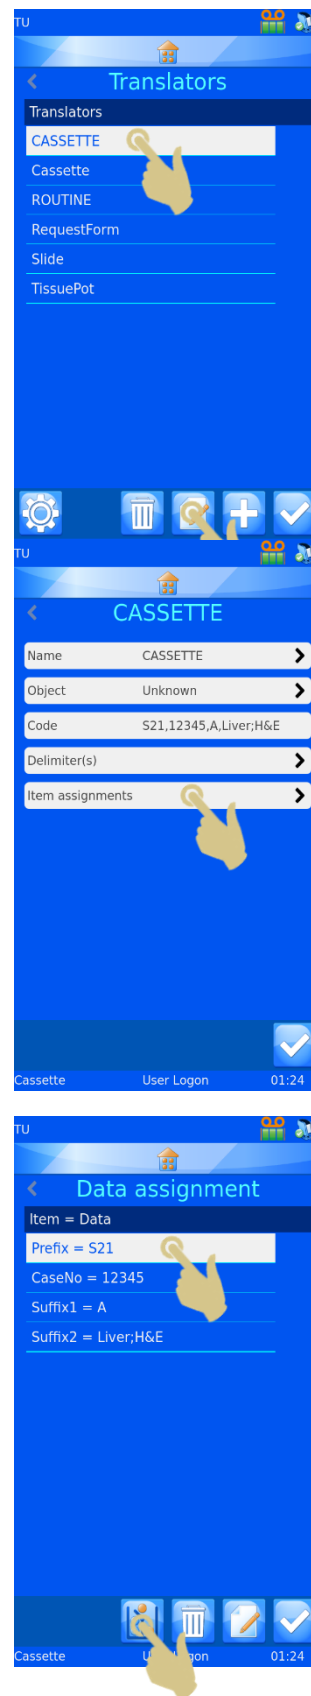 TU
Translators
Translators
CASSETTE
Cassette
ROUTINE
RequestForm
Slide
TissuePot
TU
CASSETTE
Name CASSETTE
Object Unknown
Code S21,12345,A,Liver;H&E
Delimiter(s)
Item assignments
Cassette User Logon 01:24
TU
Data assignment
Item = Data
Prefix = S21
CaseNo = 12345
Suffix1 = A
Suffix2 = Liver;H&E
Cassette 01:24